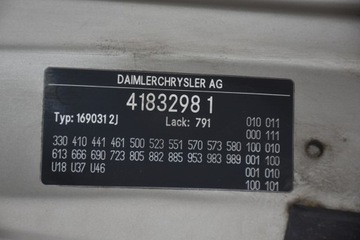 DAIMLERCHRYSLER AG
4183298 1
Typ: 169031 2J Lack: 791 010 011
000 111
330 410 441 461 500 523 551 570 573 580 100 010
613 666 690 723 805 882 885 953 983 989 001 100
U18 U37 U46 001 010
100 101